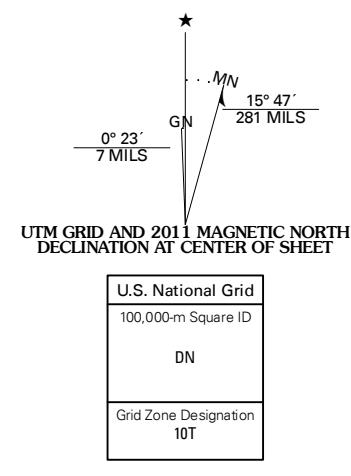 MN
15° 47´
281 MILS
GN
0° 23´
7 MILS
UTM GRID AND 2011 MAGNETIC NORTH
DECLINATION AT CENTER OF SHEET
U.S. National Grid
100,000-m Square ID
DN
Grid Zone Designation
10T